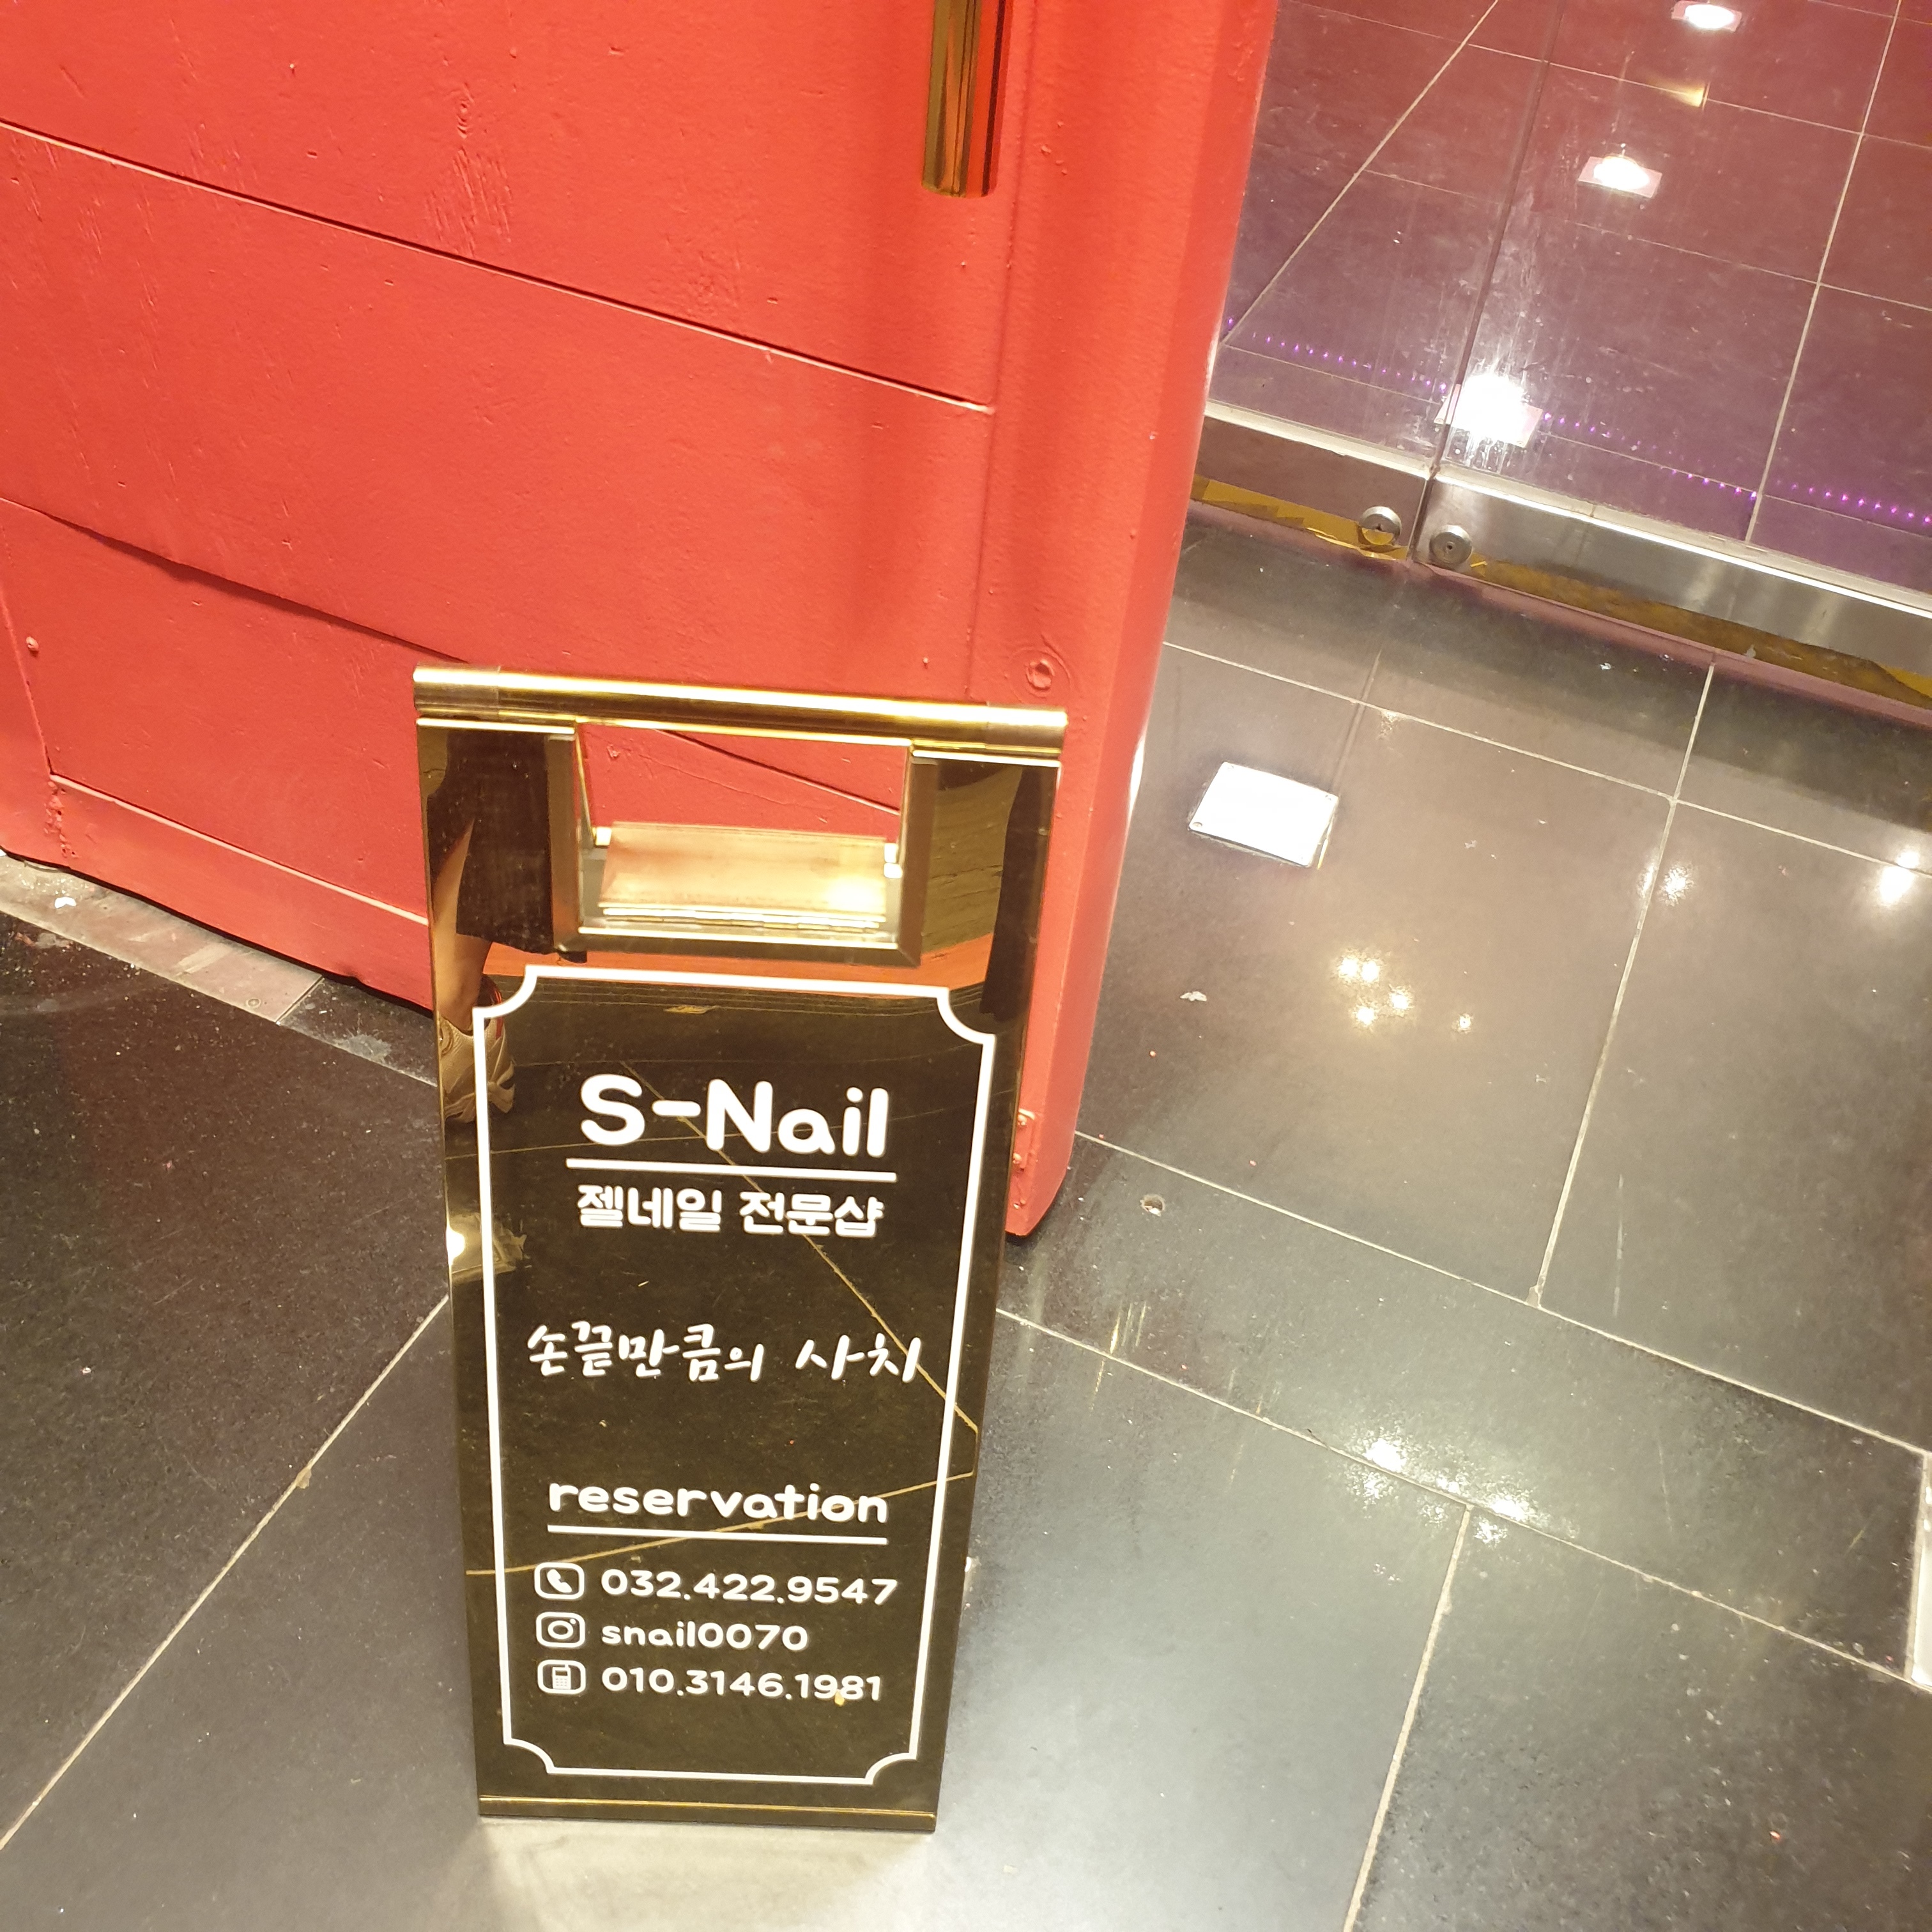 S-Nail
젤네일 전문샵
손끝만큼의 사치
reservation
032.422.9547
snail0070
010.3146.1981